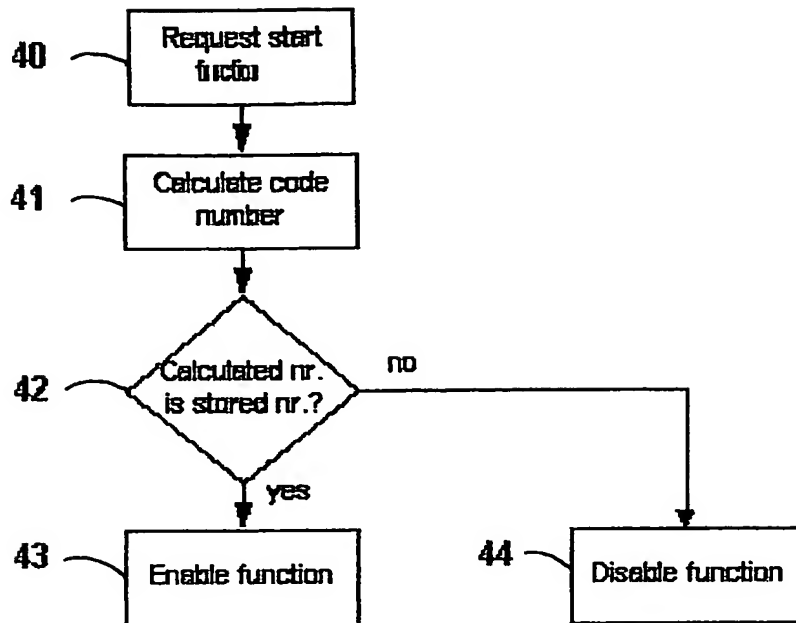 40
Request start
fuction
41
Calculate code
number
42
Calculated nr.
is stored nr.?
no
yes
43
Enable function
44
Disable function